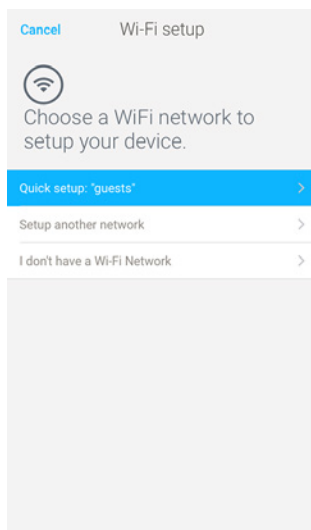 Cancel Wi-Fi setup
Choose a WiFi network to
setup your device.
Quick setup: "guests"
Setup another network
I don't have a Wi-Fi Network